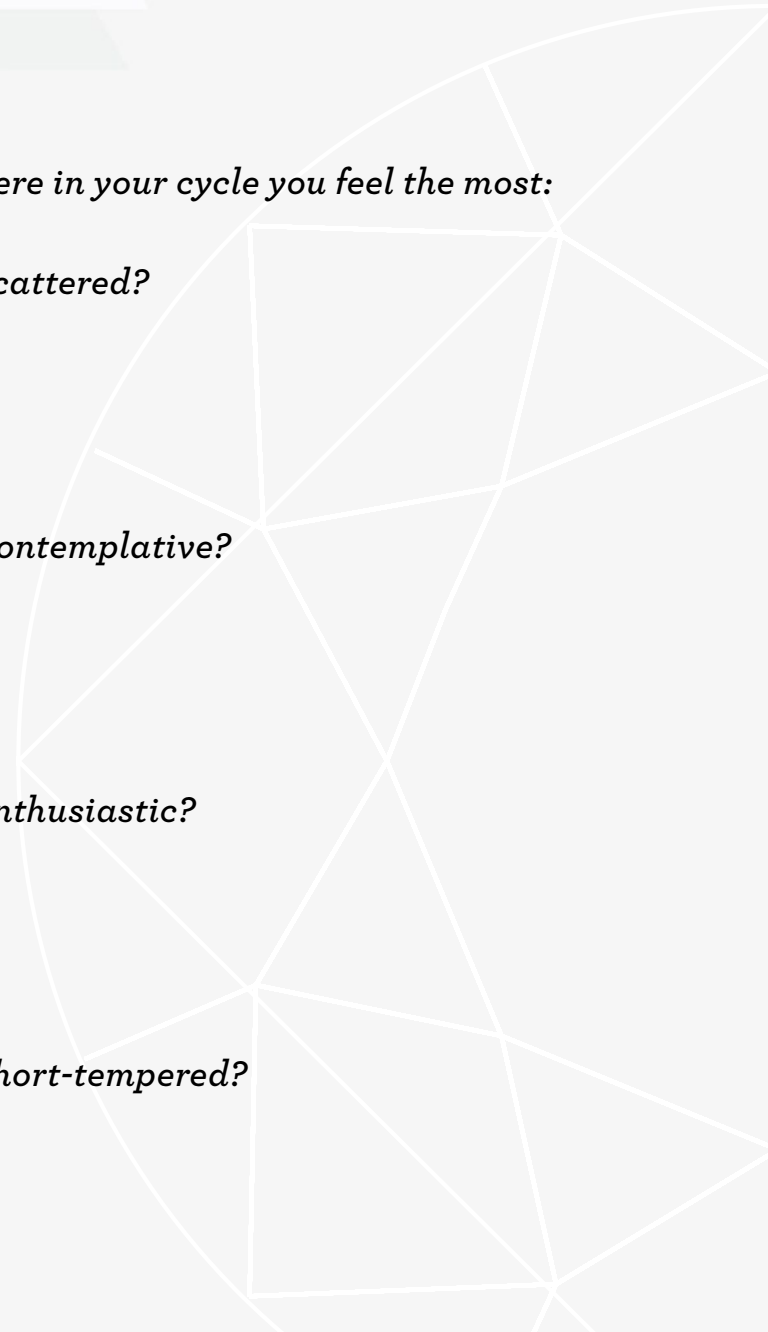 ere in your cycle you feel the most:
cattered?
ontemplative?
nthusiastic?
hort-tempered?